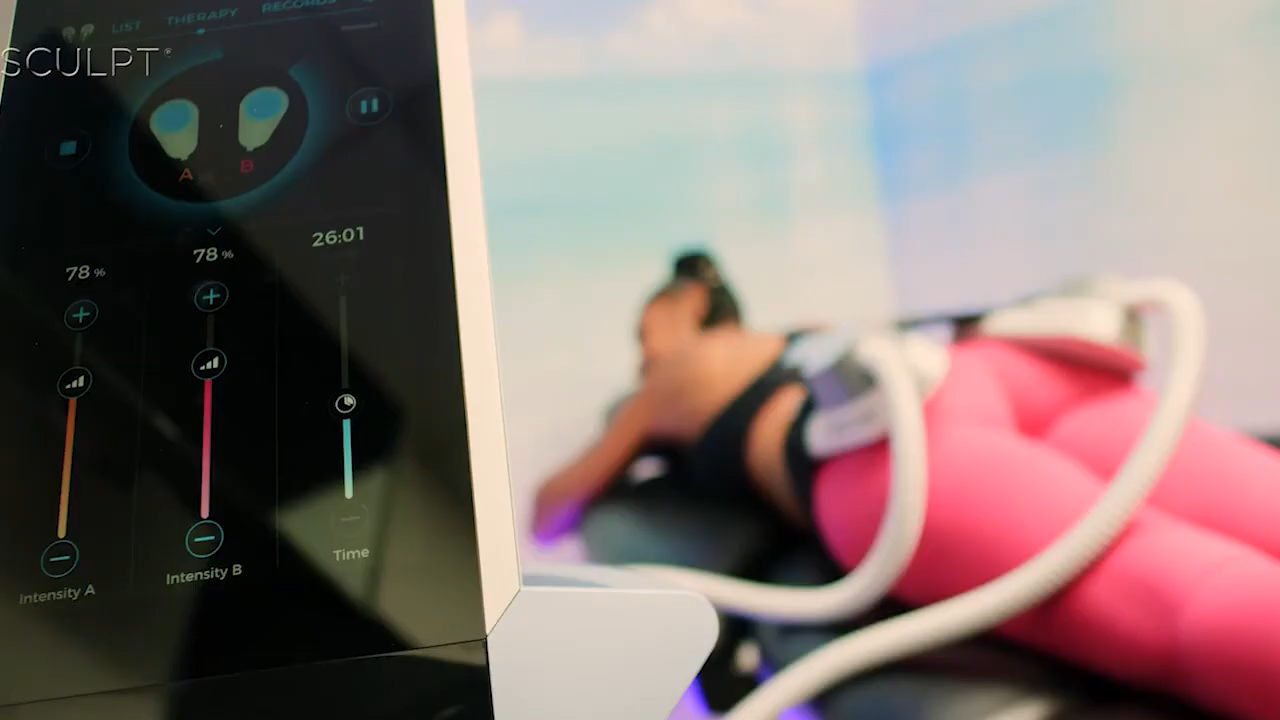 LIST THERAPY RECORDS
SCULPT®
A B
78 % 78 % 26:01
Intensity A Intensity B Time